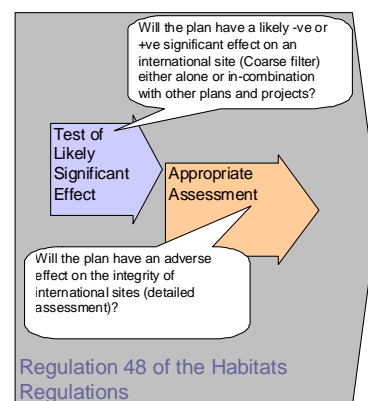 Will the plan have a likely -ve or
+ve significant effect on an
international site (Coarse filter)
either alone or in-combination
with other plans and projects?
Test of
Likely
Significant
Effect
Appropriate
Assessment
Will the plan have an adverse
effect on the integrity of
international sites (detailed
assessment)?
Regulation 48 of the Habitats
Regulations